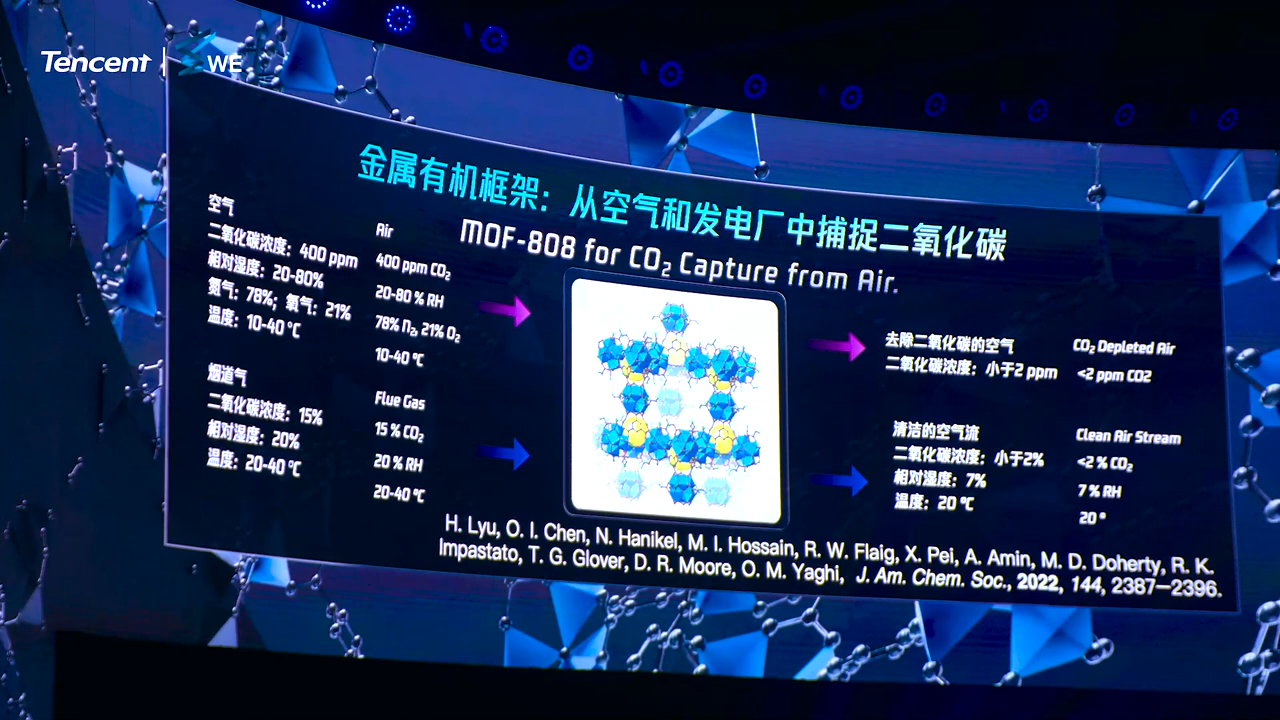 Tencent WE
金属有机框架：从空气和发电厂中捕捉二氧化碳
MOF-808 for CO₂ Capture from Air.
空气
二氧化碳浓度：400 ppm
相对湿度：20-80%
氮气：78%；氧气：21%
温度：10-40 ℃
Air
400 ppm CO₂
20-80 % RH
78% N₂, 21% O₂
10-40 ℃
烟道气
二氧化碳浓度：15%
相对湿度：20%
温度：20-40 ℃
Flue Gas
15 % CO₂
20 % RH
20-40 ℃
去除二氧化碳的空气
二氧化碳浓度：小于2 ppm
CO₂ Depleted Air
<2 ppm CO2
清洁的空气流
二氧化碳浓度：小于2%
相对湿度：7%
温度：20 ℃
Clean Air Stream
<2 % CO₂
7 % RH
20 °
H. Lyu, O. I. Chen, N. Hanikel, M. I. Hossain, R. W. Flaig, X. Pei, A. Amin, M. D. Doherty, R. K.
Impastato, T. G. Glover, D. R. Moore, O. M. Yaghi, J. Am. Chem. Soc., 2022, 144, 2387–2396.